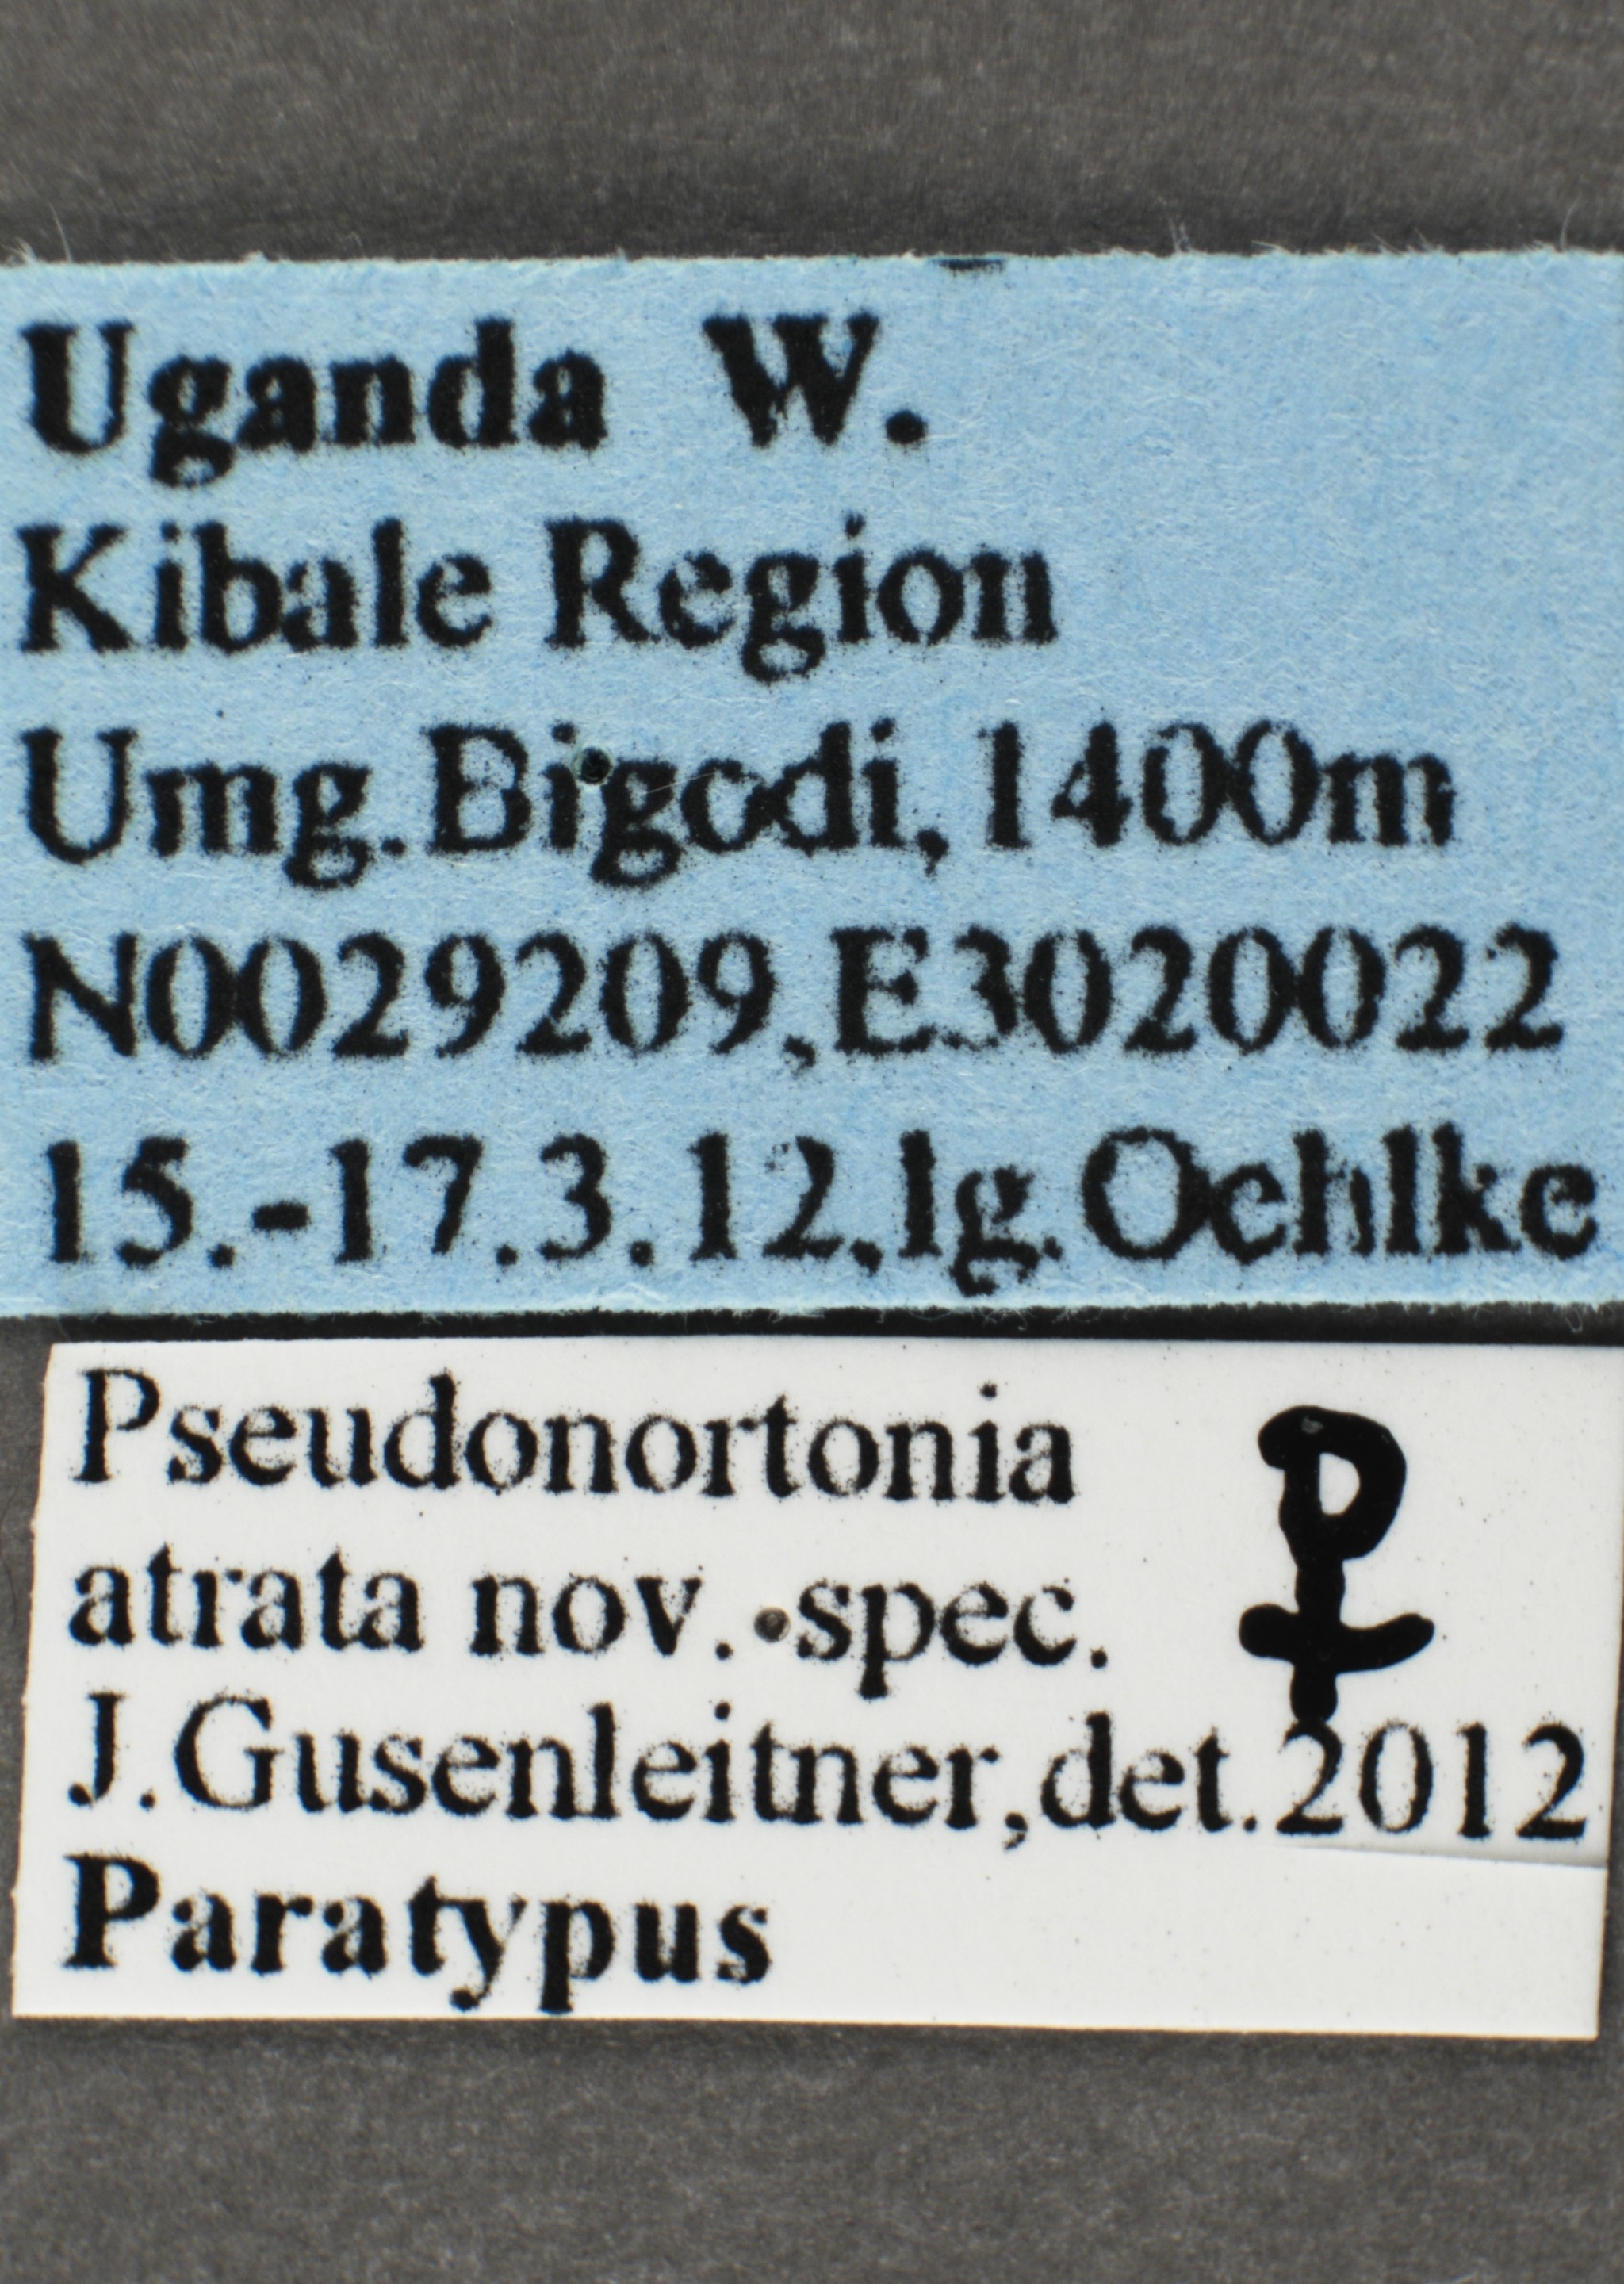 Uganda W.
Kibale Region
Umg.Bigodi,1400m
N0029209,E3020022
15.-17.3.12,lg.Oehlke
Pseudonortonia
atrata nov. spec. ♀
J.Gusenleitner,det.2012
Paratypus